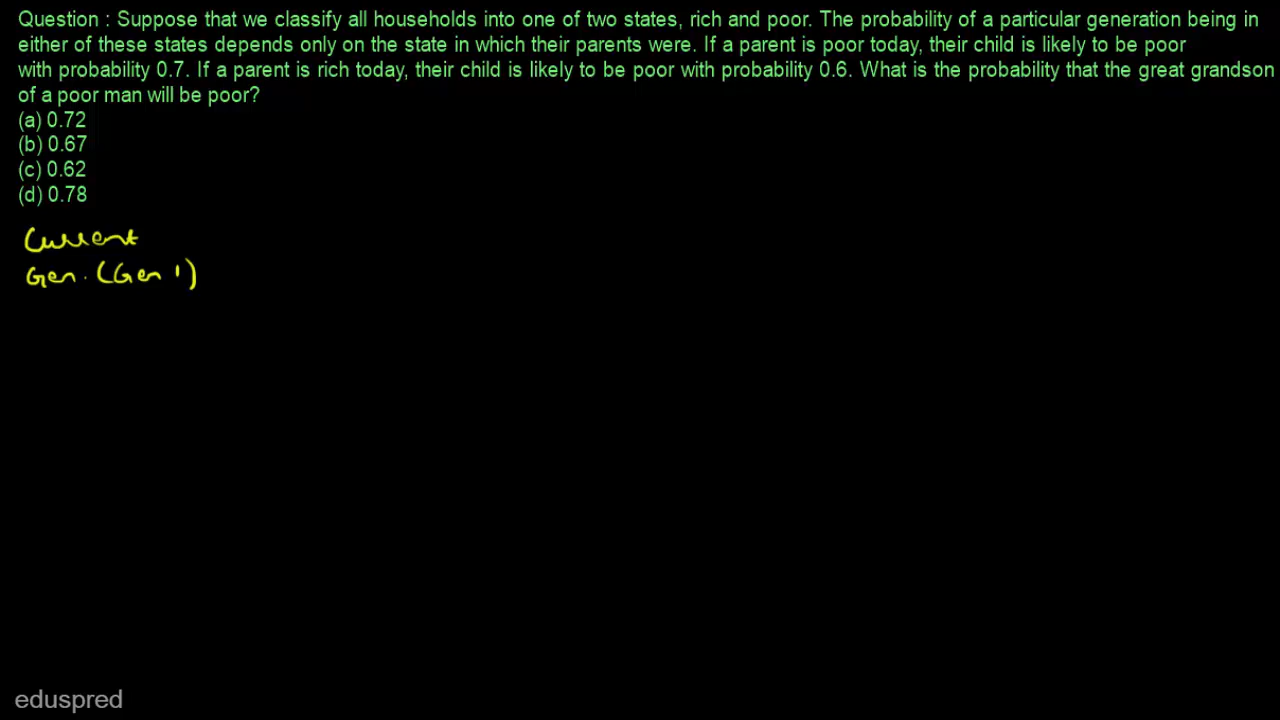 Question : Suppose that we classify all households into one of two states, rich and poor. The probability of a particular generation being in
either of these states depends only on the state in which their parents were. If a parent is poor today, their child is likely to be poor
with probability 0.7. If a parent is rich today, their child is likely to be poor with probability 0.6. What is the probability that the great grandson
of a poor man will be poor?
(a) 0.72
(b) 0.67
(c) 0.62
(d) 0.78
Current
Gen. (Gen 1)
eduspred